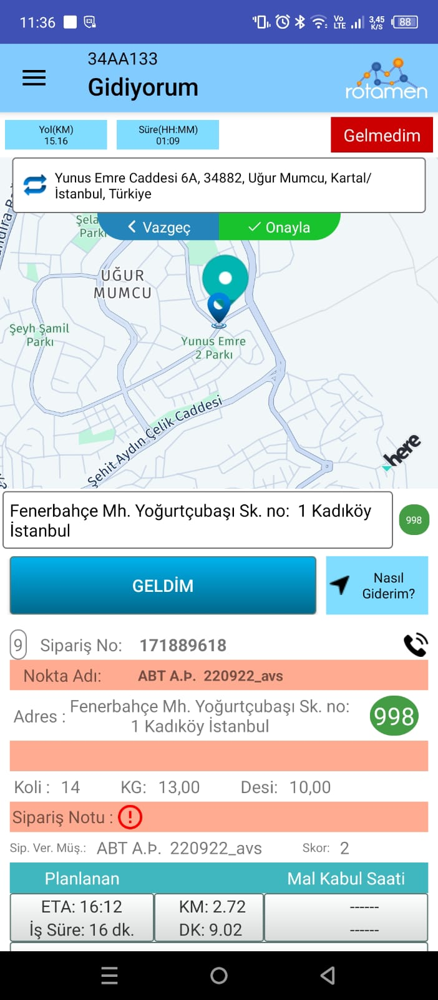 11:36
Vo
LTE
3,45
K/S
88
34AA133
Gidiyorum
rotamen
Yol(KM)
15.16
Süre(HH:MM)
01:09
Gelmedim
Yunus Emre Caddesi 6A, 34882, Uğur Mumcu, Kartal/
İstanbul, Türkiye
Vazgeç
Onayla
Şela
Parkı
UĞUR
MUMCU
Şeyh Şamil
Parkı
Yunus Emre
2 Parkı
Şehit Aydın Çelik Caddesi
here
Fenerbahçe Mh. Yoğurtçubaşı Sk. no:  1 Kadıköy
İstanbul
998
GELDİM
Nasıl
Giderim?
9 Sipariş No: 171889618
Nokta Adı: ABT A.Þ.  220922_avs
Adres : Fenerbahçe Mh. Yoğurtçubaşı Sk. no:
1 Kadıköy İstanbul
998
Koli : 14 KG: 13,00 Desi: 10,00
Sipariş Notu :
Sip. Ver. Müş.: ABT A.Þ.  220922_avs Skor: 2
Planlanan Mal Kabul Saati
ETA: 16:12 KM: 2.72 ------
İş Süre: 16 dk. DK: 9.02 ------